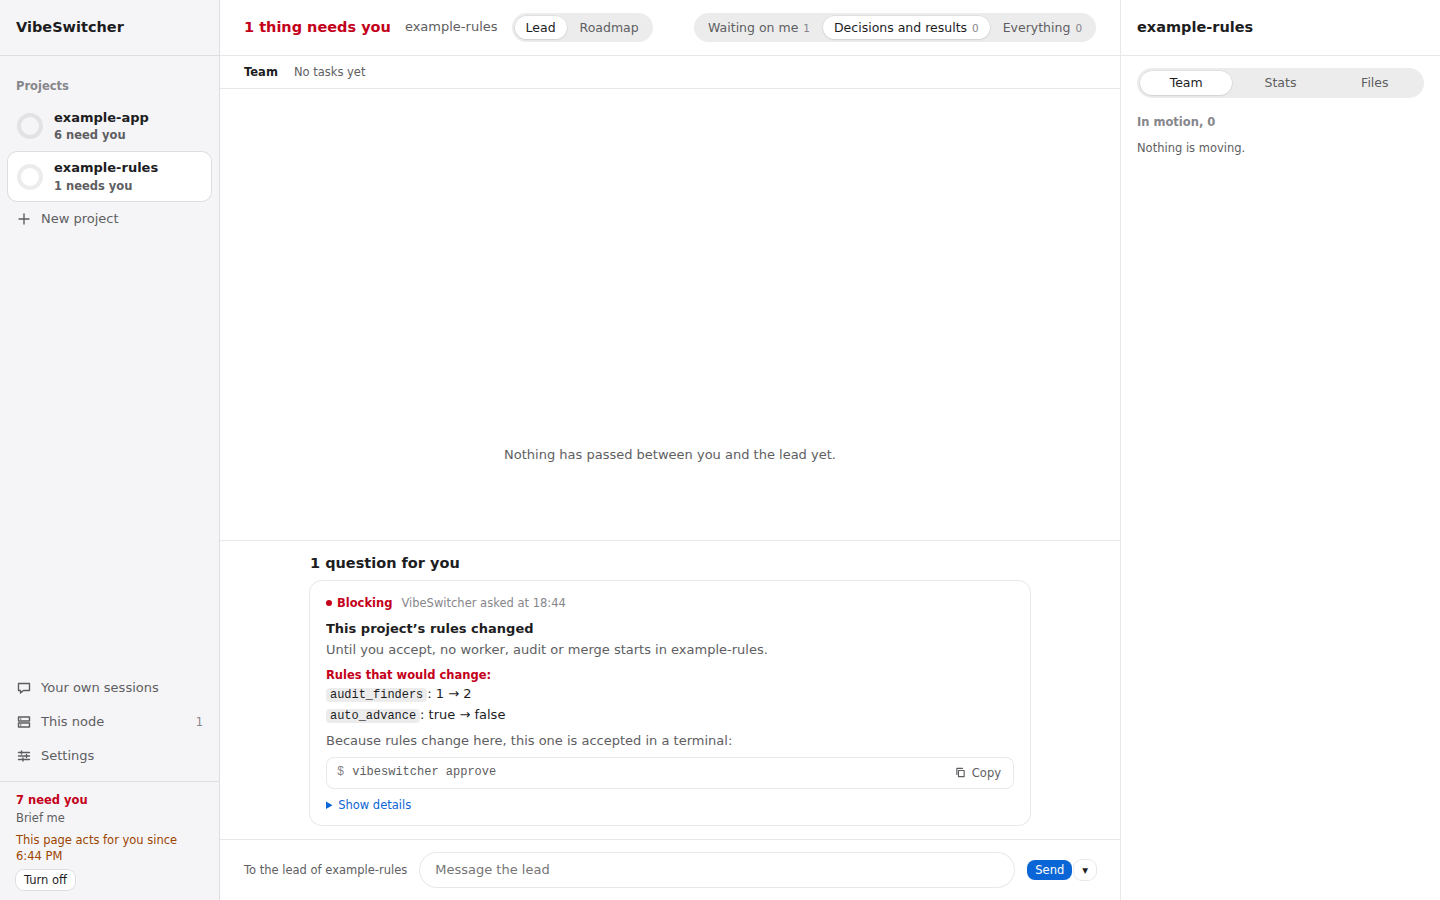 VibeSwitcher
Projects
example-app
6 need you
example-rules
1 needs you
New project
Your own sessions
This node 1
Settings
7 need you
Brief me
This page acts for you since
6:44 PM
Turn off
1 thing needs you example-rules Lead Roadmap Waiting on me 1 Decisions and results 0 Everything 0
Team No tasks yet
Nothing has passed between you and the lead yet.
1 question for you
Blocking VibeSwitcher asked at 18:44
This project’s rules changed
Until you accept, no worker, audit or merge starts in example-rules.
Rules that would change:
audit_finders: 1 → 2
auto_advance: true → false
Because rules change here, this one is accepted in a terminal:
$ vibeswitcher approve Copy
Show details
To the lead of example-rules Message the lead Send
example-rules
Team Stats Files
In motion, 0
Nothing is moving.